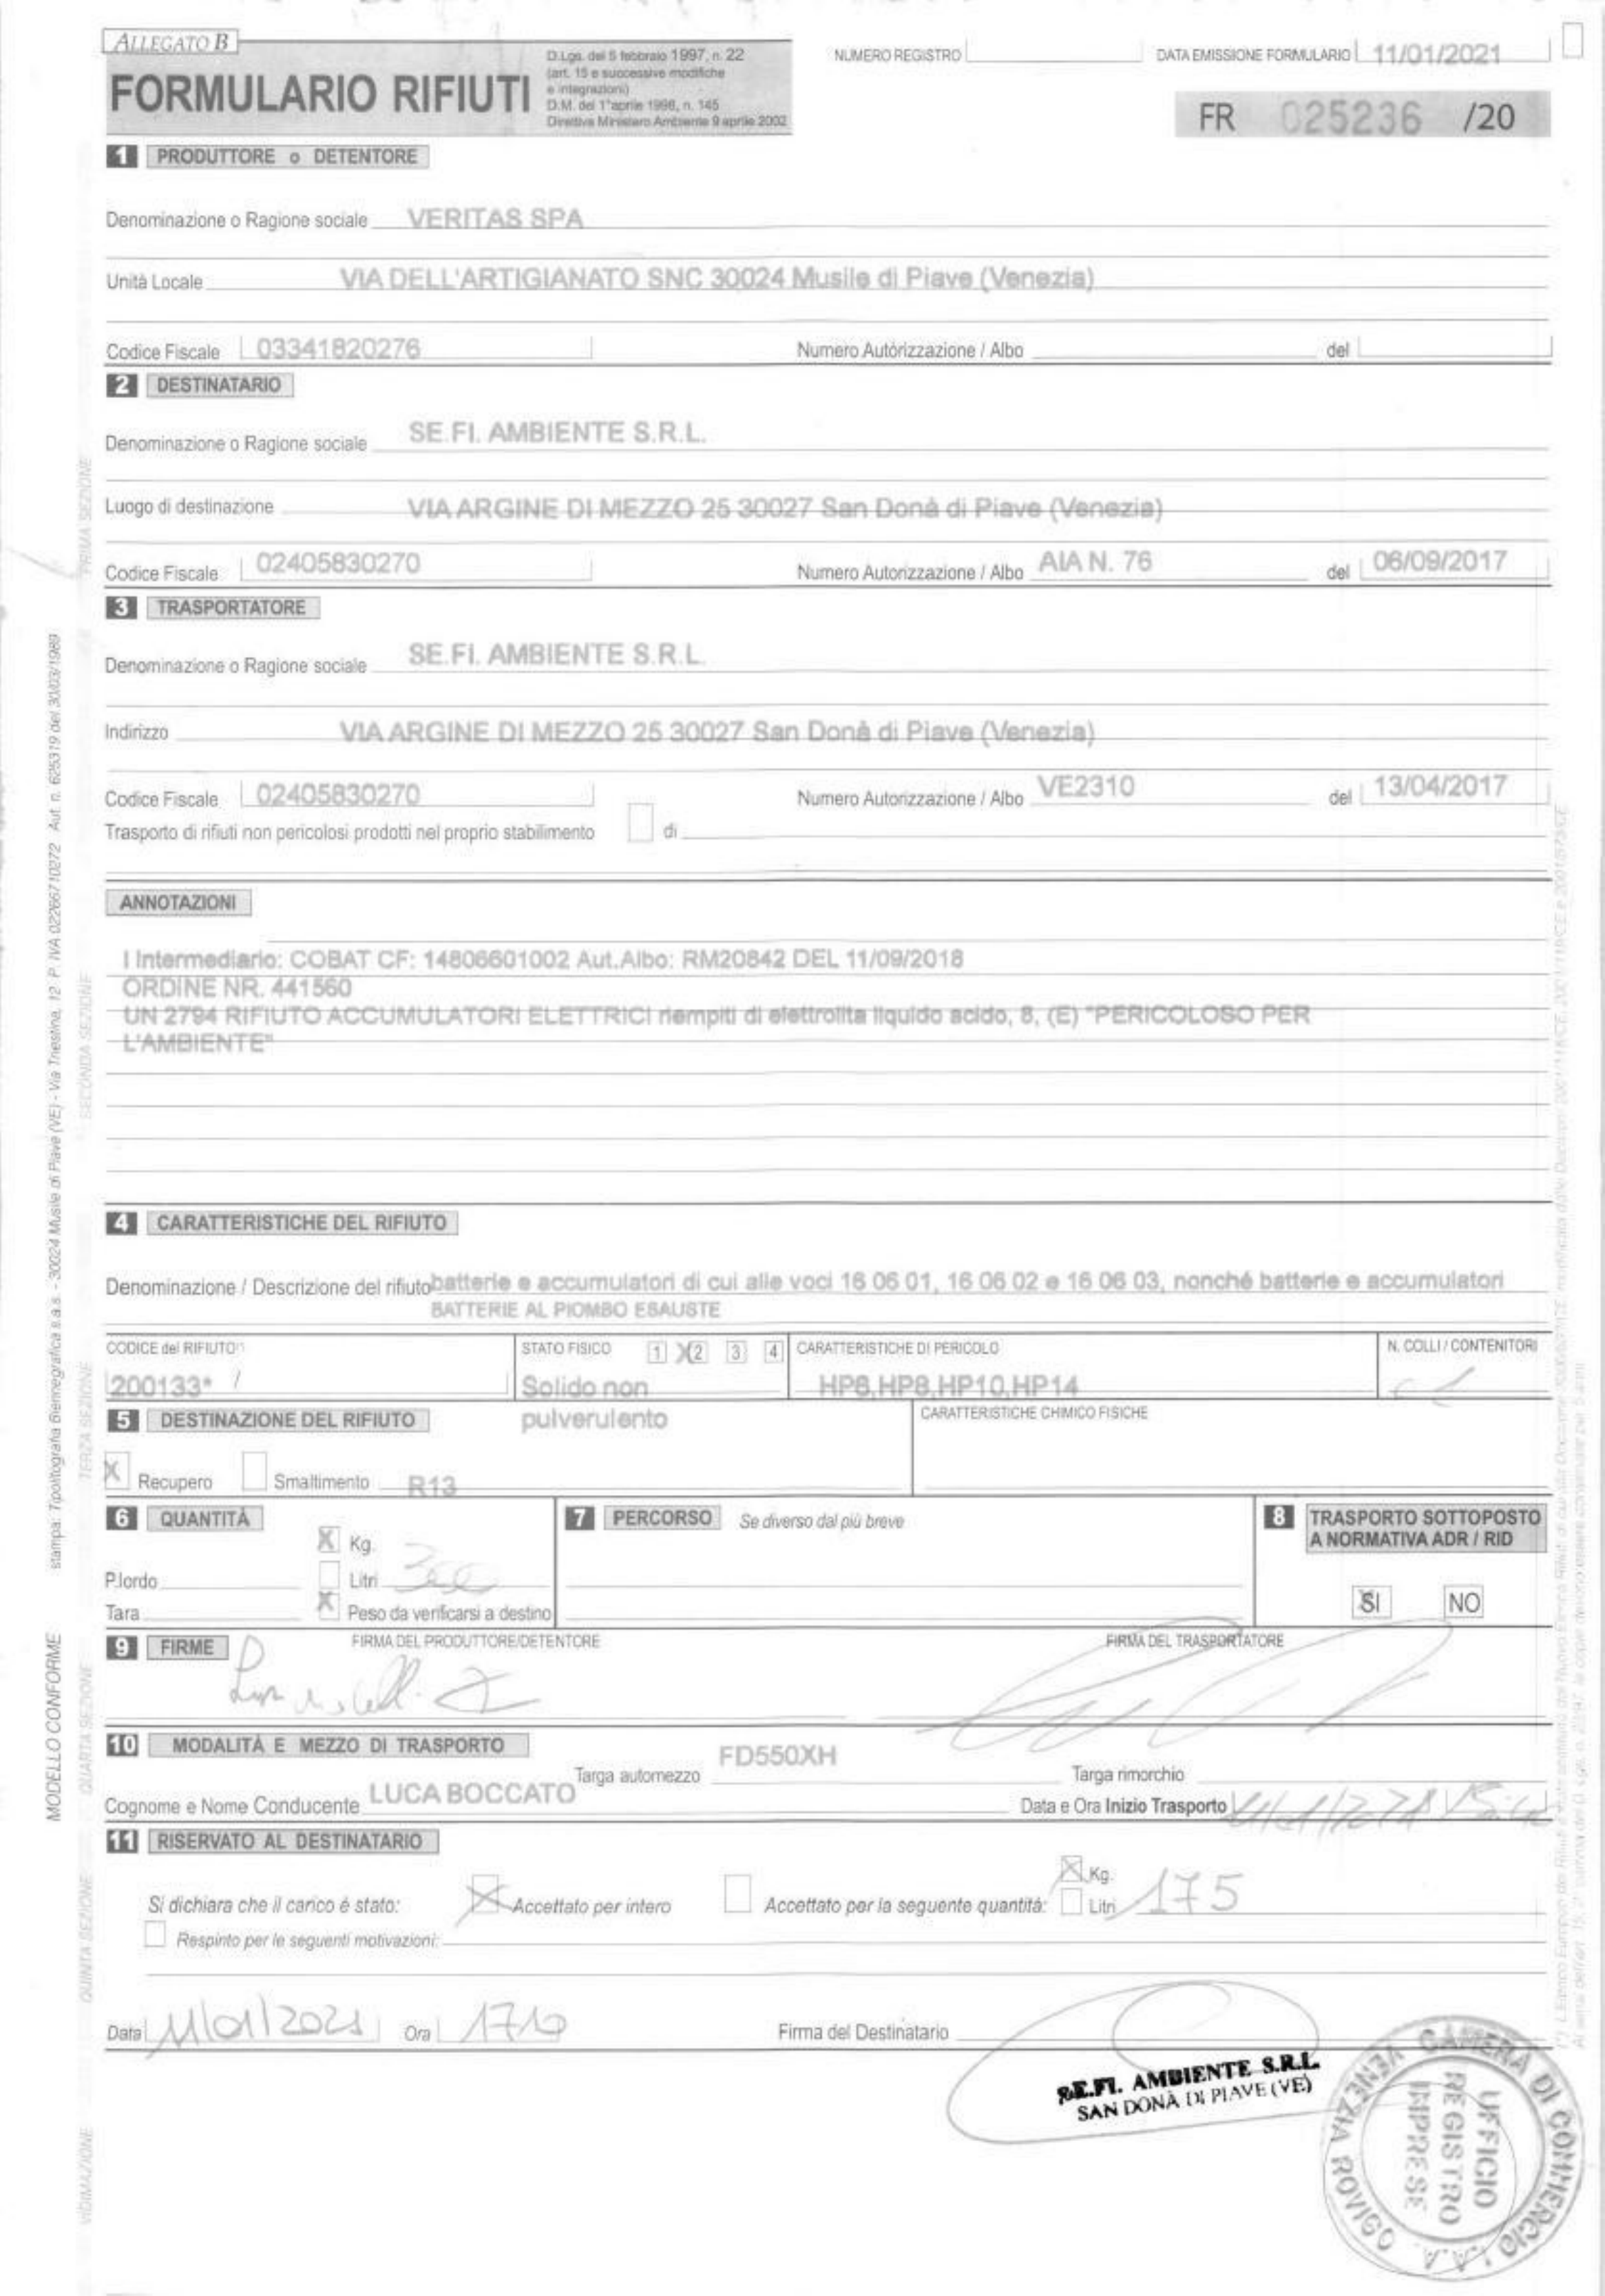 ALLEGATO B
FORMULARIO RIFIUTI
D.Lgs. del 5 febbraio 1997, n. 22
(art. 15 e successive modifiche
e integrazioni)
D.M. del 1°aprile 1998, n. 145
Direttiva Ministero Ambiente 9 aprile 2002
NUMERO REGISTRO
DATA EMISSIONE FORMULARIO 11/01/2021
FR 025236 /20
1 PRODUTTORE o DETENTORE
Denominazione o Ragione sociale VERITAS SPA
Unità Locale VIA DELL'ARTIGIANATO SNC 30024 Musile di Piave (Venezia)
Codice Fiscale 03341820276 Numero Autorizzazione / Albo del
2 DESTINATARIO
Denominazione o Ragione sociale SE.FI. AMBIENTE S.R.L.
Luogo di destinazione VIA ARGINE DI MEZZO 25 30027 San Donà di Piave (Venezia)
Codice Fiscale 02405830270 Numero Autorizzazione / Albo AIA N. 76 del 06/09/2017
3 TRASPORTATORE
Denominazione o Ragione sociale SE.FI. AMBIENTE S.R.L.
Indirizzo VIA ARGINE DI MEZZO 25 30027 San Donà di Piave (Venezia)
Codice Fiscale 02405830270 Numero Autorizzazione / Albo VE2310 del 13/04/2017
Trasporto di rifiuti non pericolosi prodotti nel proprio stabilimento di
ANNOTAZIONI
I Intermediario: COBAT CF: 14806601002 Aut.Albo: RM20842 DEL 11/09/2018
ORDINE NR. 441560
UN 2794 RIFIUTO ACCUMULATORI ELETTRICI riempiti di elettrolita liquido acido, 8, (E) "PERICOLOSO PER
L'AMBIENTE"
4 CARATTERISTICHE DEL RIFIUTO
Denominazione / Descrizione del rifiuto batterie e accumulatori di cui alle voci 16 06 01, 16 06 02 e 16 06 03, nonché batterie e accumulatori
BATTERIE AL PIOMBO ESAUSTE
CODICE del RIFIUTO STATO FISICO 1 X2 3 4 CARATTERISTICHE DI PERICOLO N. COLLI / CONTENITORI
200133* / Solido non HP6,HP8,HP10,HP14
5 DESTINAZIONE DEL RIFIUTO pulverulento CARATTERISTICHE CHIMICO FISICHE
X Recupero Smaltimento R13
6 QUANTITÀ 7 PERCORSO Se diverso dal più breve 8 TRASPORTO SOTTOPOSTO
A NORMATIVA ADR / RID
X Kg.
P.lordo Litri 300
SI NO
Tara X Peso da verificarsi a destino
9 FIRME FIRMA DEL PRODUTTORE/DETENTORE FIRMA DEL TRASPORTATORE
10 MODALITÀ E MEZZO DI TRASPORTO
Targa automezzo FD550XH Targa rimorchio
Cognome e Nome Conducente LUCA BOCCATO Data e Ora Inizio Trasporto 11/01/2021
11 RISERVATO AL DESTINATARIO
Si dichiara che il carico è stato: X Accettato per intero Accettato per la seguente quantità: X Kg. Litri 175
Respinto per le seguenti motivazioni:
Data 11/01/2021 Ora 1710 Firma del Destinatario
SE.FI. AMBIENTE S.R.L.
SAN DONÀ DI PIAVE (VE)
CAMERA DI COMMERCIO I.A.A. VENEZIA ROVIGO
UFFICIO
REGISTRO
IMPRESE
stampa: Tipolitografia Biennegrafica s.a.s. - 30024 Musile di Piave (VE) - Via Triestina, 12 P. IVA 02266710272 Aut. n. 625319 del 30/03/1989
MODELLO CONFORME
PRIMA SEZIONE
SECONDA SEZIONE
TERZA SEZIONE
QUARTA SEZIONE
QUINTA SEZIONE
VIDIMAZIONE